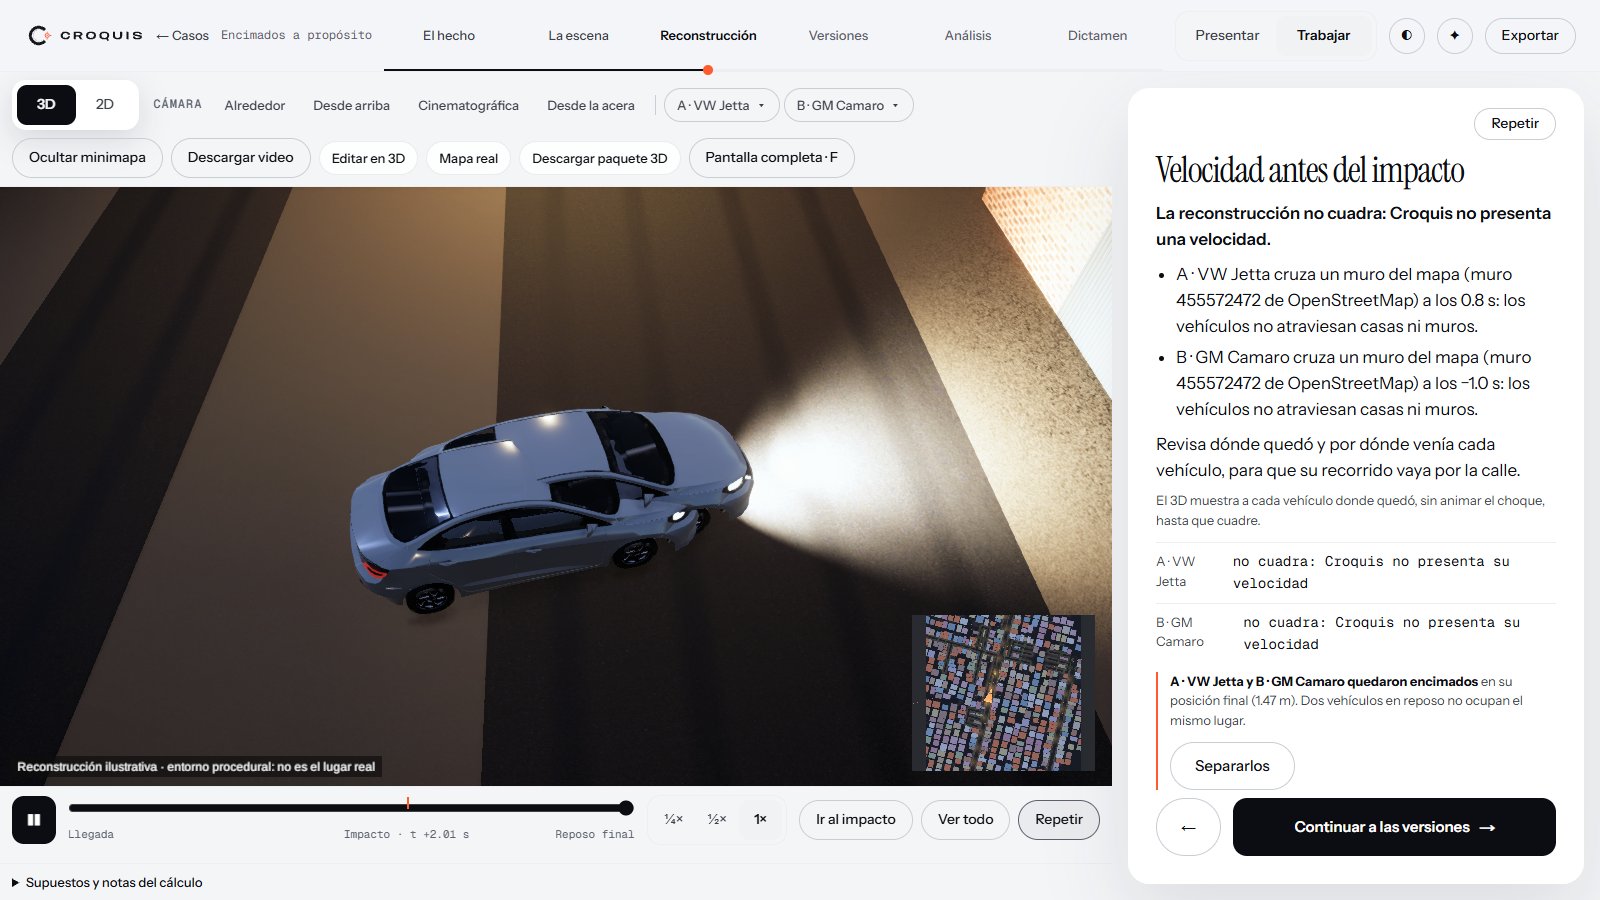 CROQUIS
← Casos
Encimados a propósito
El hecho
La escena
Reconstrucción
Versiones
Análisis
Dictamen
Presentar
Trabajar
Exportar
3D
2D
CÁMARA
Alrededor
Desde arriba
Cinematográfica
Desde la acera
A · VW Jetta
B · GM Camaro
Ocultar minimapa
Descargar video
Editar en 3D
Mapa real
Descargar paquete 3D
Pantalla completa · F
Reconstrucción ilustrativa · entorno procedural: no es el lugar real
Llegada
Impacto · t +2.01 s
Reposo final
¼×
½×
1×
Ir al impacto
Ver todo
Repetir
Supuestos y notas del cálculo
Repetir
Velocidad antes del impacto
La reconstrucción no cuadra: Croquis no presenta
una velocidad.
• A · VW Jetta cruza un muro del mapa (muro
455572472 de OpenStreetMap) a los 0.8 s: los
vehículos no atraviesan casas ni muros.
• B · GM Camaro cruza un muro del mapa (muro
455572472 de OpenStreetMap) a los −1.0 s: los
vehículos no atraviesan casas ni muros.
Revisa dónde quedó y por dónde venía cada
vehículo, para que su recorrido vaya por la calle.
El 3D muestra a cada vehículo donde quedó, sin animar el choque,
hasta que cuadre.
A · VW
Jetta
no cuadra: Croquis no presenta su
velocidad
B · GM
Camaro
no cuadra: Croquis no presenta su
velocidad
A · VW Jetta y B · GM Camaro quedaron encimados en su
posición final (1.47 m). Dos vehículos en reposo no ocupan el
mismo lugar.
Separarlos
←
Continuar a las versiones →